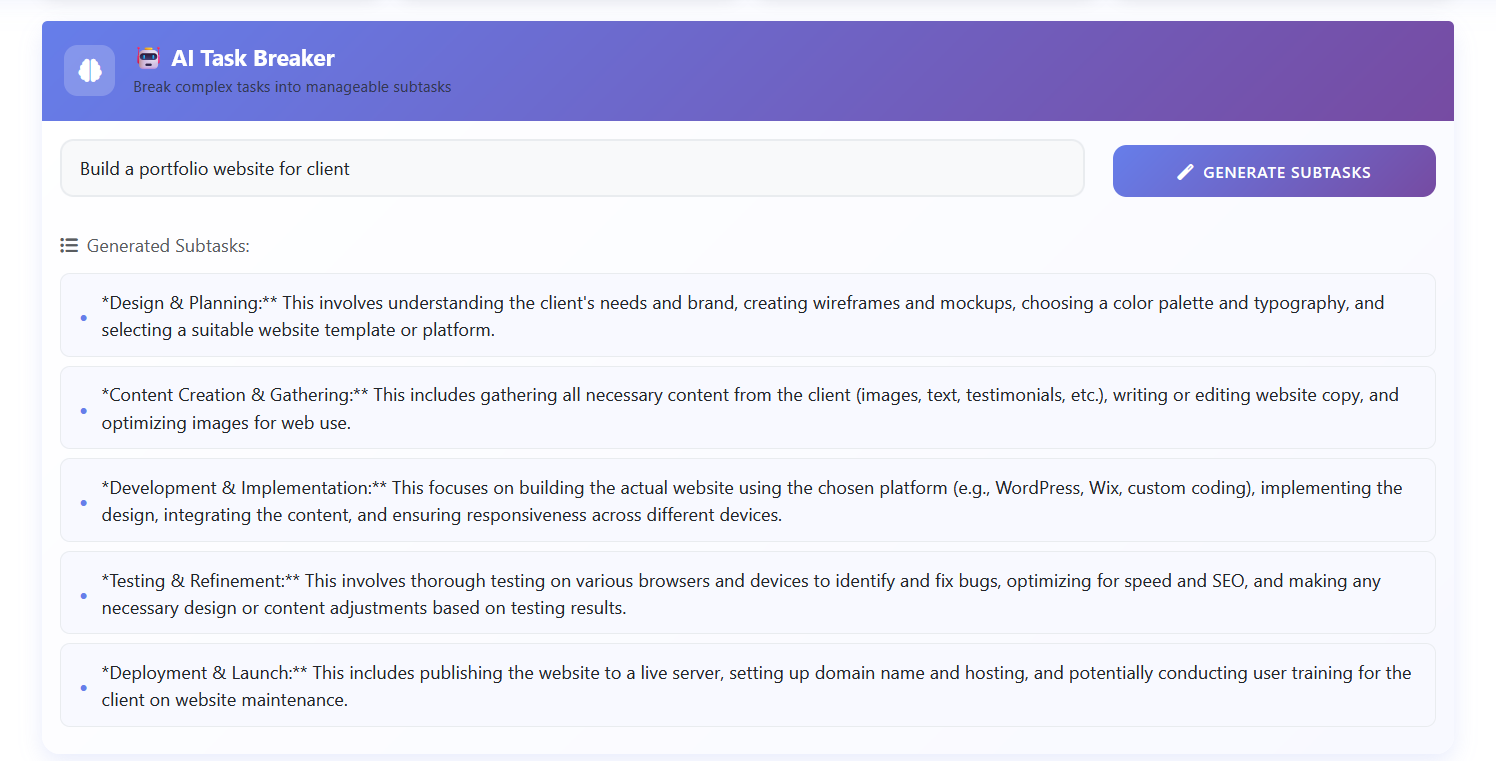 AI Task Breaker
Break complex tasks into manageable subtasks
Build a portfolio website for client
GENERATE SUBTASKS
Generated Subtasks:
*Design & Planning:** This involves understanding the client's needs and brand, creating wireframes and mockups, choosing a color palette and typography, and
selecting a suitable website template or platform.
*Content Creation & Gathering:** This includes gathering all necessary content from the client (images, text, testimonials, etc.), writing or editing website copy, and
optimizing images for web use.
*Development & Implementation:** This focuses on building the actual website using the chosen platform (e.g., WordPress, Wix, custom coding), implementing the
design, integrating the content, and ensuring responsiveness across different devices.
*Testing & Refinement:** This involves thorough testing on various browsers and devices to identify and fix bugs, optimizing for speed and SEO, and making any
necessary design or content adjustments based on testing results.
*Deployment & Launch:** This includes publishing the website to a live server, setting up domain name and hosting, and potentially conducting user training for the
client on website maintenance.